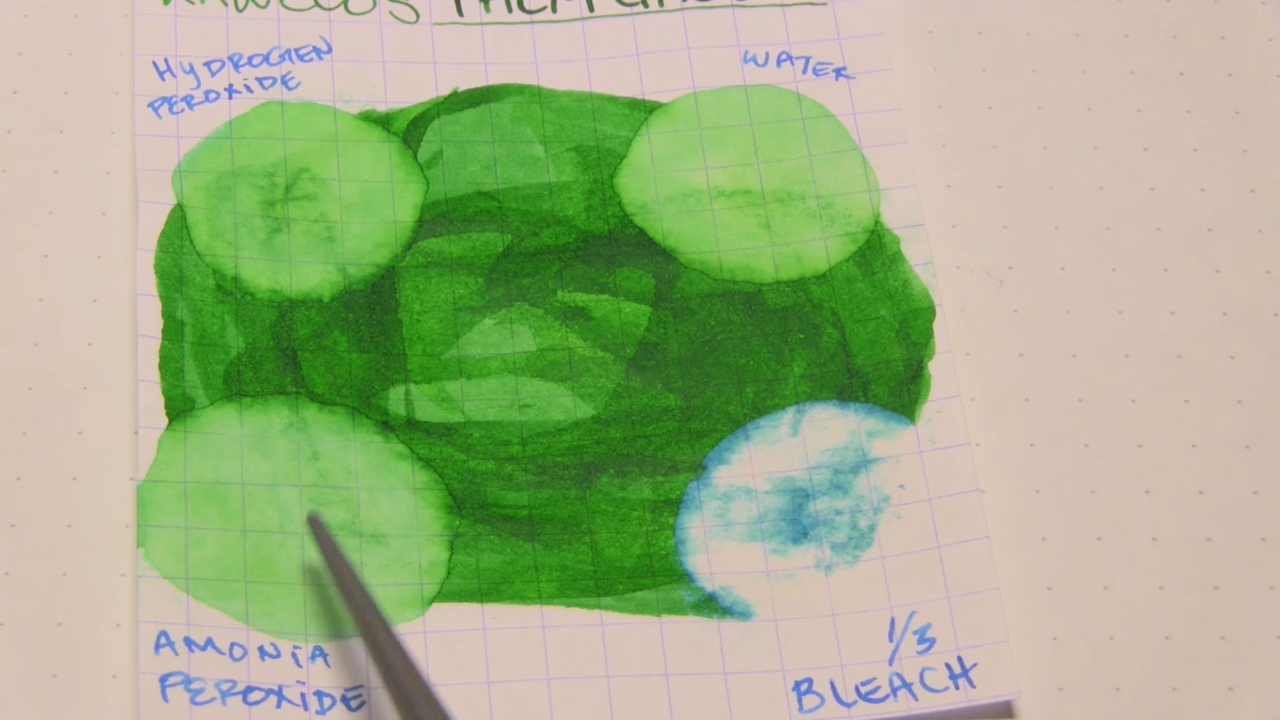 HYDROGEN
PEROXIDE
WATER
AMONIA
PEROXIDE
1/3
BLEACH